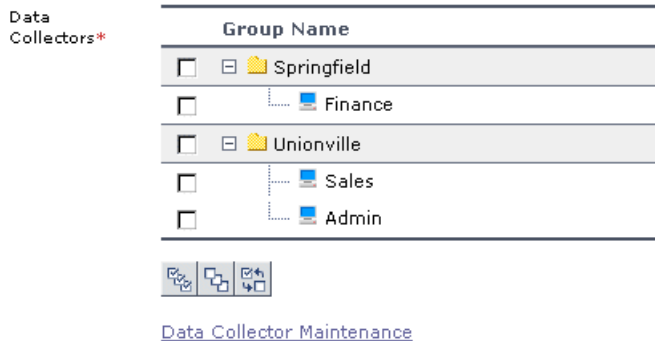 Data
Collectors*
Group Name
Springfield
Finance
Unionville
Sales
Admin
Data Collector Maintenance